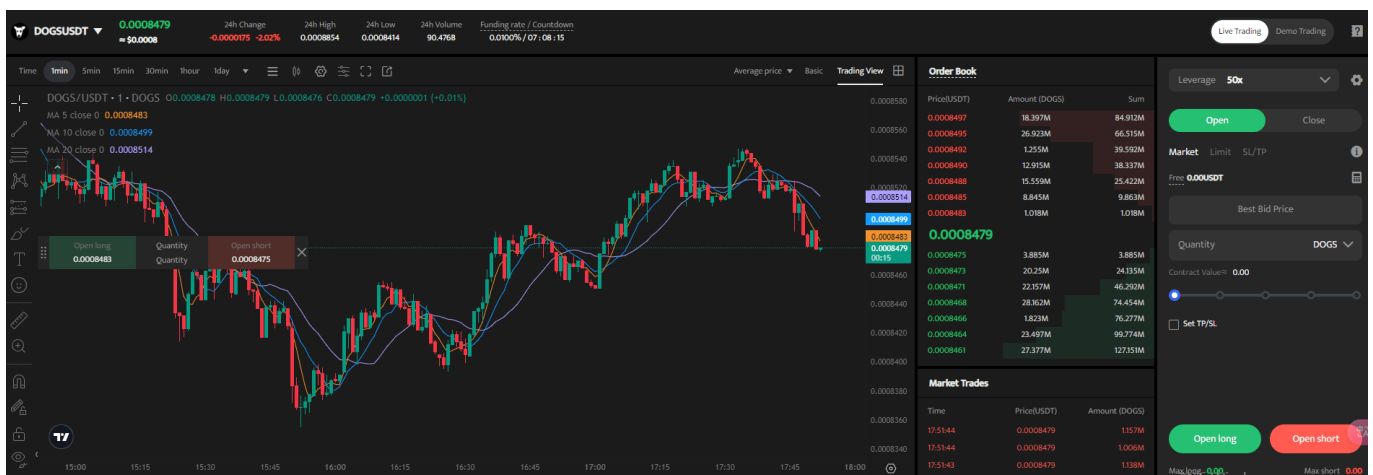 DOGSUSDT ▼ 0.0008479 ≈ $0.0008
24h Change -0.0000175 -2.02%
24h High 0.0008854
24h Low 0.0008414
24h Volume 90.476B
Funding rate / Countdown 0.0100% / 07 : 08 : 15
Live Trading Demo Trading
Time 1min 5min 15min 30min 1hour 1day ▼
Average price ▼ Basic Trading View
DOGS/USDT • 1 • DOGS O0.0008478 H0.0008479 L0.0008476 C0.0008479 +0.0000001 (+0.01%)
MA 5 close 0 0.0008483
MA 10 close 0 0.0008499
MA 20 close 0 0.0008514
Open long Quantity Open short
0.0008483 Quantity 0.0008475
0.0008580
0.0008560
0.0008540
0.0008520
0.0008514
0.0008499
0.0008483
0.0008479
00:15
0.0008460
0.0008440
0.0008420
0.0008400
0.0008380
0.0008360
0.0008340
15:00 15:15 15:30 15:45 16:00 16:15 16:30 16:45 17:00 17:15 17:30 17:45 18:00
Order Book
Price(USDT) Amount (DOGS) Sum
0.0008497 18.397M 84.912M
0.0008495 26.923M 66.515M
0.0008492 1.255M 39.592M
0.0008490 12.915M 38.337M
0.0008488 15.559M 25.422M
0.0008485 8.845M 9.863M
0.0008483 1.018M 1.018M
0.0008479
0.0008475 3.885M 3.885M
0.0008473 20.25M 24.135M
0.0008471 22.157M 46.292M
0.0008468 28.162M 74.454M
0.0008466 1.823M 76.277M
0.0008464 23.497M 99.774M
0.0008461 27.377M 127.151M
Market Trades
Time Price(USDT) Amount (DOGS)
17:51:44 0.0008479 1.157M
17:51:44 0.0008479 1.006M
17:51:43 0.0008479 1.138M
Leverage 50x
Open Close
Market Limit SL/TP
Free 0.00USDT
Best Bid Price
Quantity DOGS
Contract Value≈ 0.00
Set TP/SL
Open long Open short
Max long 0.00 Max short 0.00